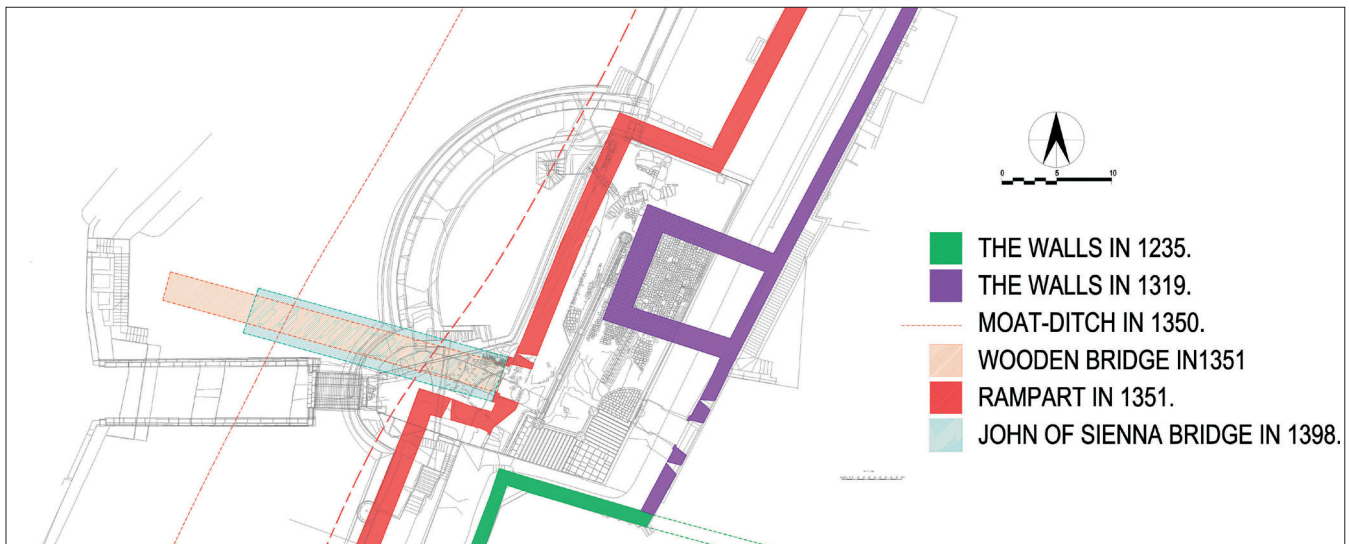 0 5 10
THE WALLS IN 1235.
THE WALLS IN 1319.
MOAT-DITCH IN 1350.
WOODEN BRIDGE IN1351
RAMPART IN 1351.
JOHN OF SIENNA BRIDGE IN 1398.